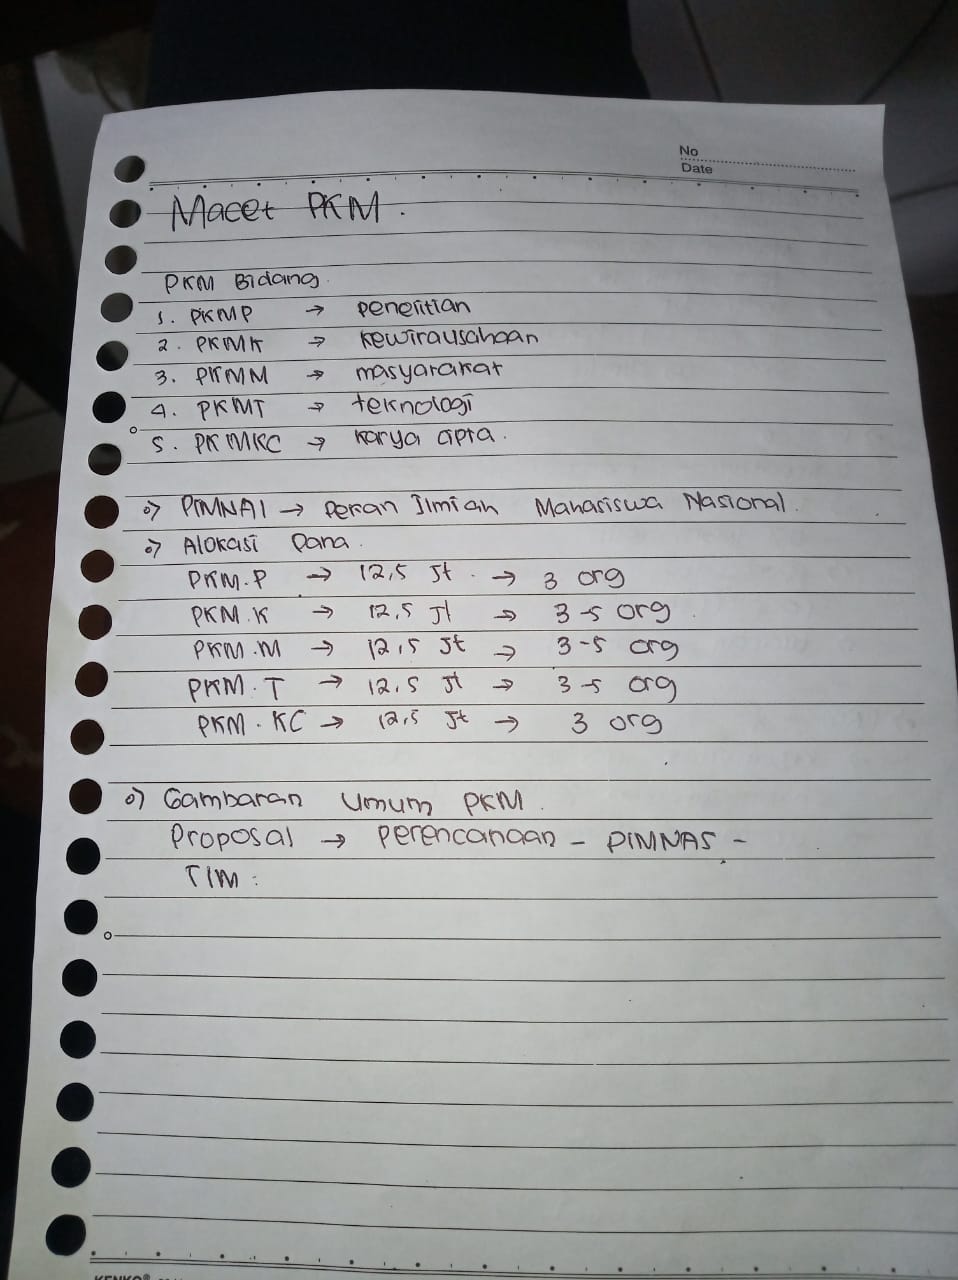 No
Date
Macet PKM.
PKM Bidang.
1. PKMP → penelitian
2. PKMK → kewirausahaan
3. PKMM → masyarakat
4. PKMT → teknologi
5. PKMKC → karya cipta.
o) PIMNAI → Pekan Ilmiah Mahasiswa Nasional.
o) Alokasi Dana.
PKM.P → 12,5 Jt. → 3 org
PKM.K → 12,5 Jt → 3-5 org
PKM.M → 12,5 Jt → 3-5 org
PKM.T → 12,5 Jt → 3-5 org
PKM.KC → 12,5 Jt → 3 org
o) Gambaran Umum PKM.
Proposal → perencanaan - PIMNAS -
TIM:
KENKO®